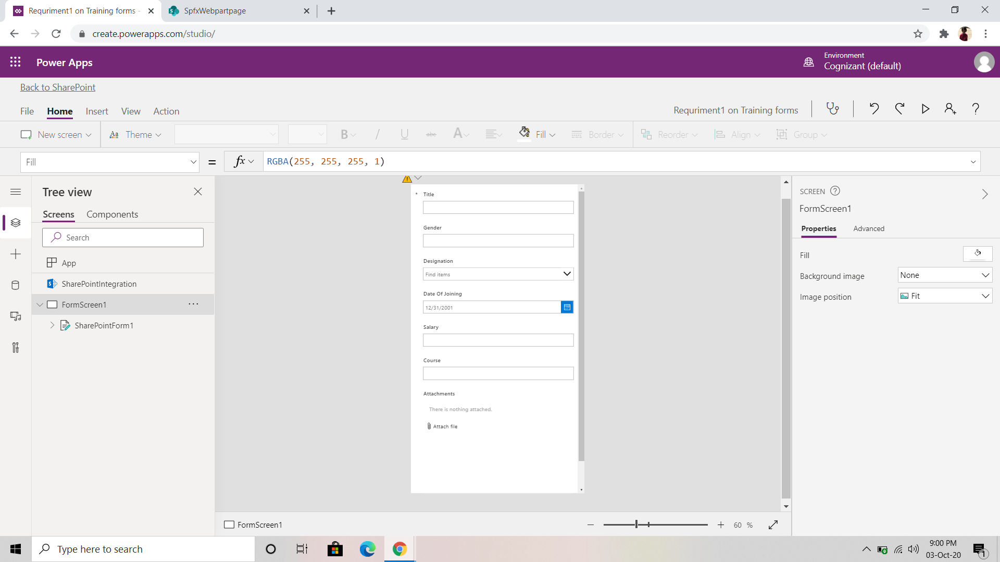 Requriment1 on Training forms -
SpfxWebpartpage
create.powerapps.com/studio/
Power Apps
Environment
Cognizant (default)
Back to SharePoint
File Home Insert View Action
Requriment1 on Training forms
New screen
Theme
B / U abc A
Fill
Border
Reorder
Align
Group
Fill
=
fx
RGBA(255, 255, 255, 1)
Tree view
Screens Components
Search
App
SharePointIntegration
FormScreen1
SharePointForm1
* Title
Gender
Designation
Find items
Date Of Joining
12/31/2001
Salary
Course
Attachments
There is nothing attached.
Attach file
SCREEN
FormScreen1
Properties Advanced
Fill
Background image
None
Image position
Fit
FormScreen1
60 %
Type here to search
9:00 PM
03-Oct-20
1